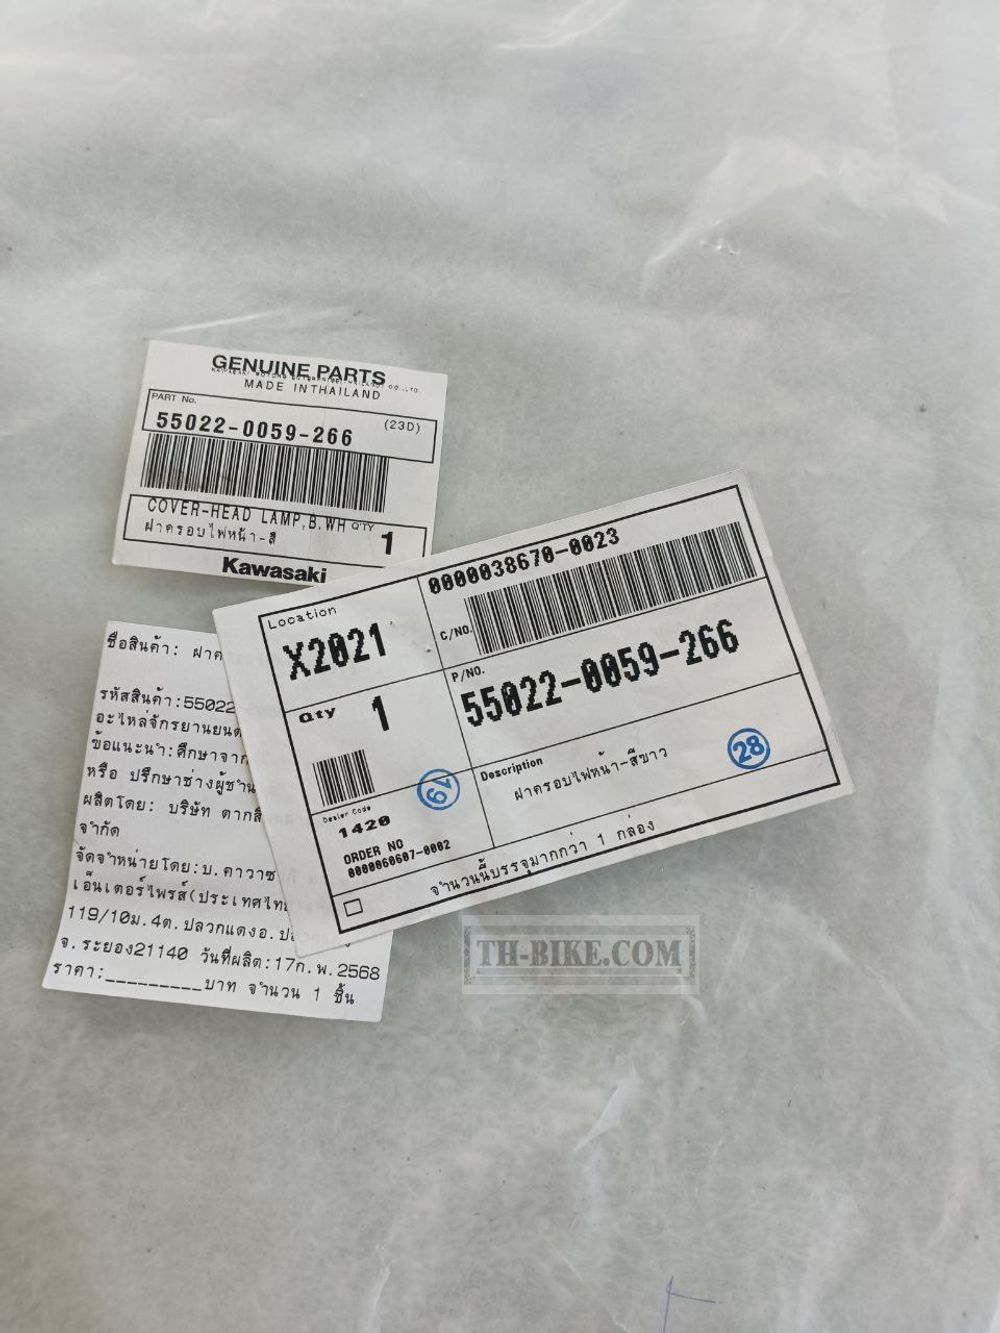 GENUINE PARTS
MADE IN THAILAND
PART No.
55022-0059-266
(23D)
COVER-HEAD LAMP,B.WH
Q'TY
1
ฝาครอบไฟหน้า-สี
Kawasaki
Location
X2021
0000038670-0023
C/NO.
Qty
1
P/NO.
55022-0059-266
Dealer Code
1420
19
Description
ฝาครอบไฟหน้า-สีขาว
28
ORDER NO
0000060607-0002
จำนวนนี้บรรจุมากกว่า 1 กล่อง
ชื่อสินค้า: ฝาค
รหัสสินค้า:55022
อะไหล่จักรยานยนต
ข้อแนะนำ:ศึกษาจาก
หรือ ปรึกษาช่างผู้ชำน
ผลิตโดย: บริษัท
จำกัด
จัดจำหน่ายโดย:บ.คาวาซ
เอ็นเตอร์ไพรส์(ประเทศไท
119/10ม.4ต.ปลวกแดงอ.
จ.ระยอง21140 วันที่ผลิต:17ก.พ.2568
ราคา:_________บาท จำนวน 1 ชิ้น
TH-BIKE.COM